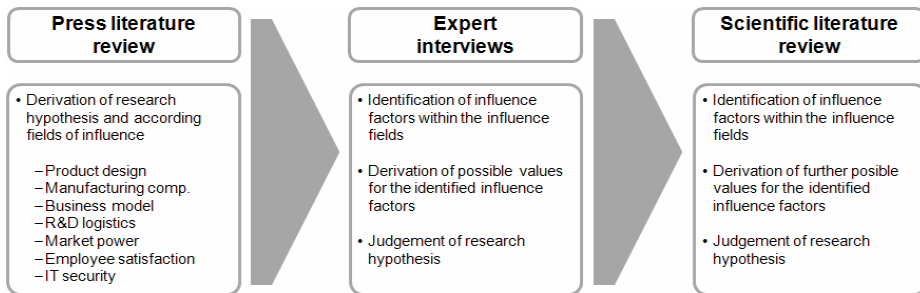 Press literature
review
• Derivation of research
hypothesis and according
fields of influence
– Product design
– Manufacturing comp.
– Business model
– R&D logistics
– Market power
– Employee satisfaction
– IT security
Expert
interviews
• Identification of influence
factors within the influence
fields
• Derivation of possible values
for the identified influence
factors
• Judgement of research
hypothesis
Scientific literature
review
• Identification of influence
factors within the influence
fields
• Derivation of further posible
values for the identified
influence factors
• Judgement of research
hypothesis